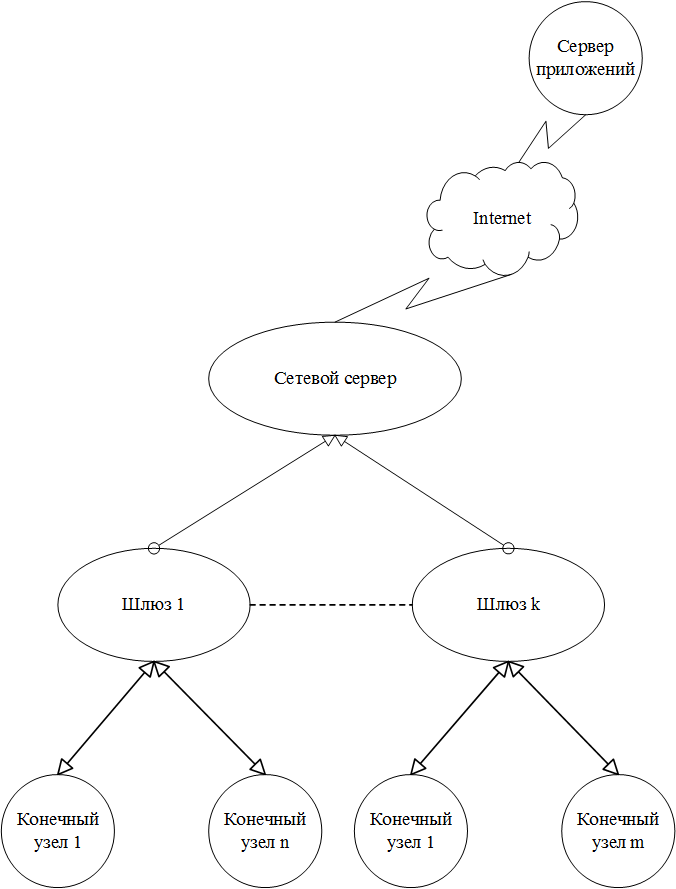 Сервер
приложений
Internet
Сетевой сервер
Шлюз 1
Шлюз k
Конечный
узел 1
Конечный
узел n
Конечный
узел 1
Конечный
узел m